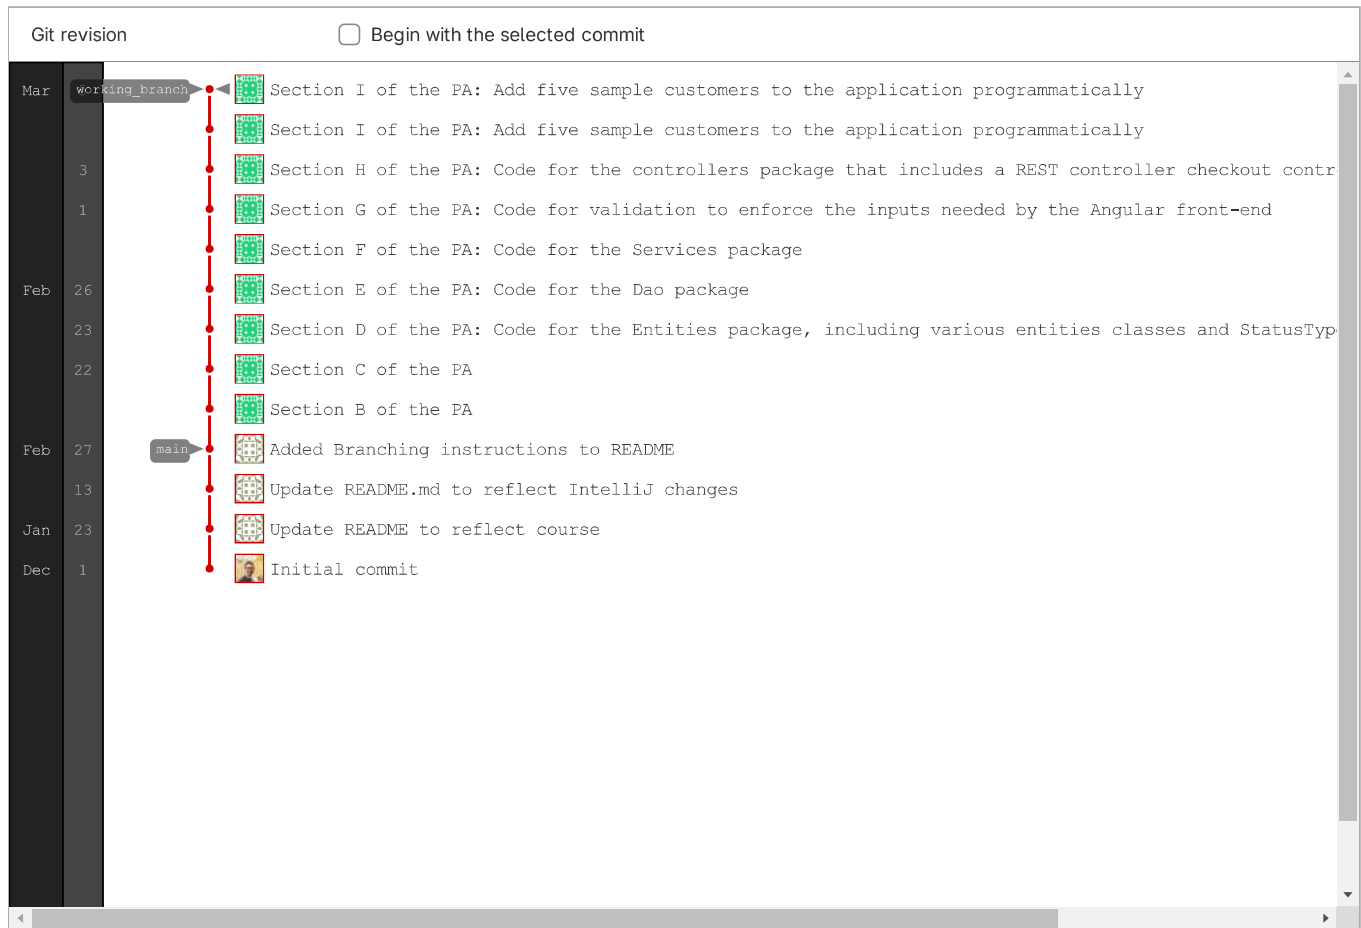 Git revision Begin with the selected commit
Mar working_branch Section I of the PA: Add five sample customers to the application programmatically
Section I of the PA: Add five sample customers to the application programmatically
3 Section H of the PA: Code for the controllers package that includes a REST controller checkout contr
1 Section G of the PA: Code for validation to enforce the inputs needed by the Angular front-end
Section F of the PA: Code for the Services package
Feb 26 Section E of the PA: Code for the Dao package
23 Section D of the PA: Code for the Entities package, including various entities classes and StatusTyp
22 Section C of the PA
Section B of the PA
Feb 27 main Added Branching instructions to README
13 Update README.md to reflect IntelliJ changes
Jan 23 Update README to reflect course
Dec 1 Initial commit